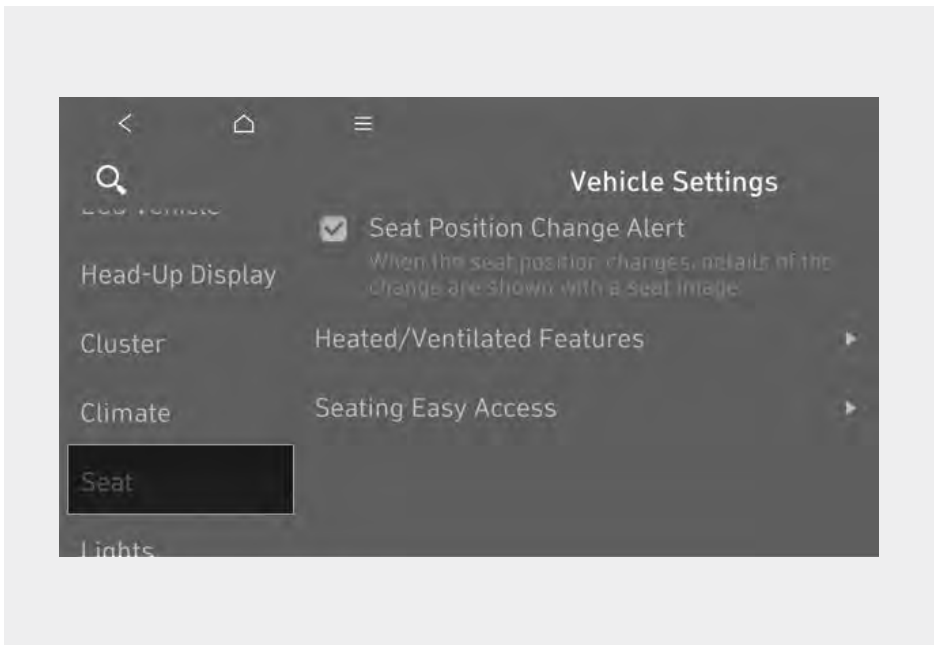 Vehicle Settings
Head-Up Display
Cluster
Climate
Seat
Lights
Seat Position Change Alert
When the seat position changes, details of the
change are shown with a seat image.
Heated/Ventilated Features
Seating Easy Access